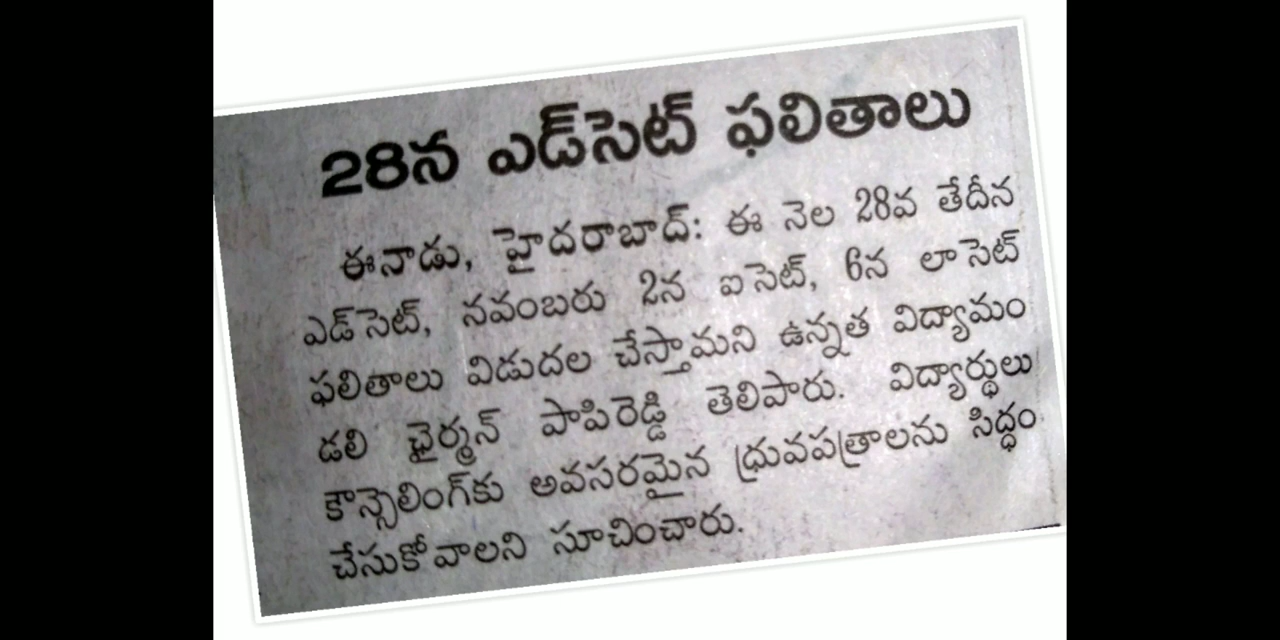 28న ఎడ్‌సెట్ ఫలితాలు
ఈనాడు, హైదరాబాద్: ఈ నెల 28వ తేదీన
ఎడ్‌సెట్, నవంబరు 2న ఐసెట్, 6న లాసెట్
ఫలితాలు విడుదల చేస్తామని ఉన్నత విద్యామం
డలి ఛైర్మన్ పాపిరెడ్డి తెలిపారు. విద్యార్థులు
కౌన్సెలింగ్‌కు అవసరమైన ధ్రువపత్రాలను సిద్ధం
చేసుకోవాలని సూచించారు.